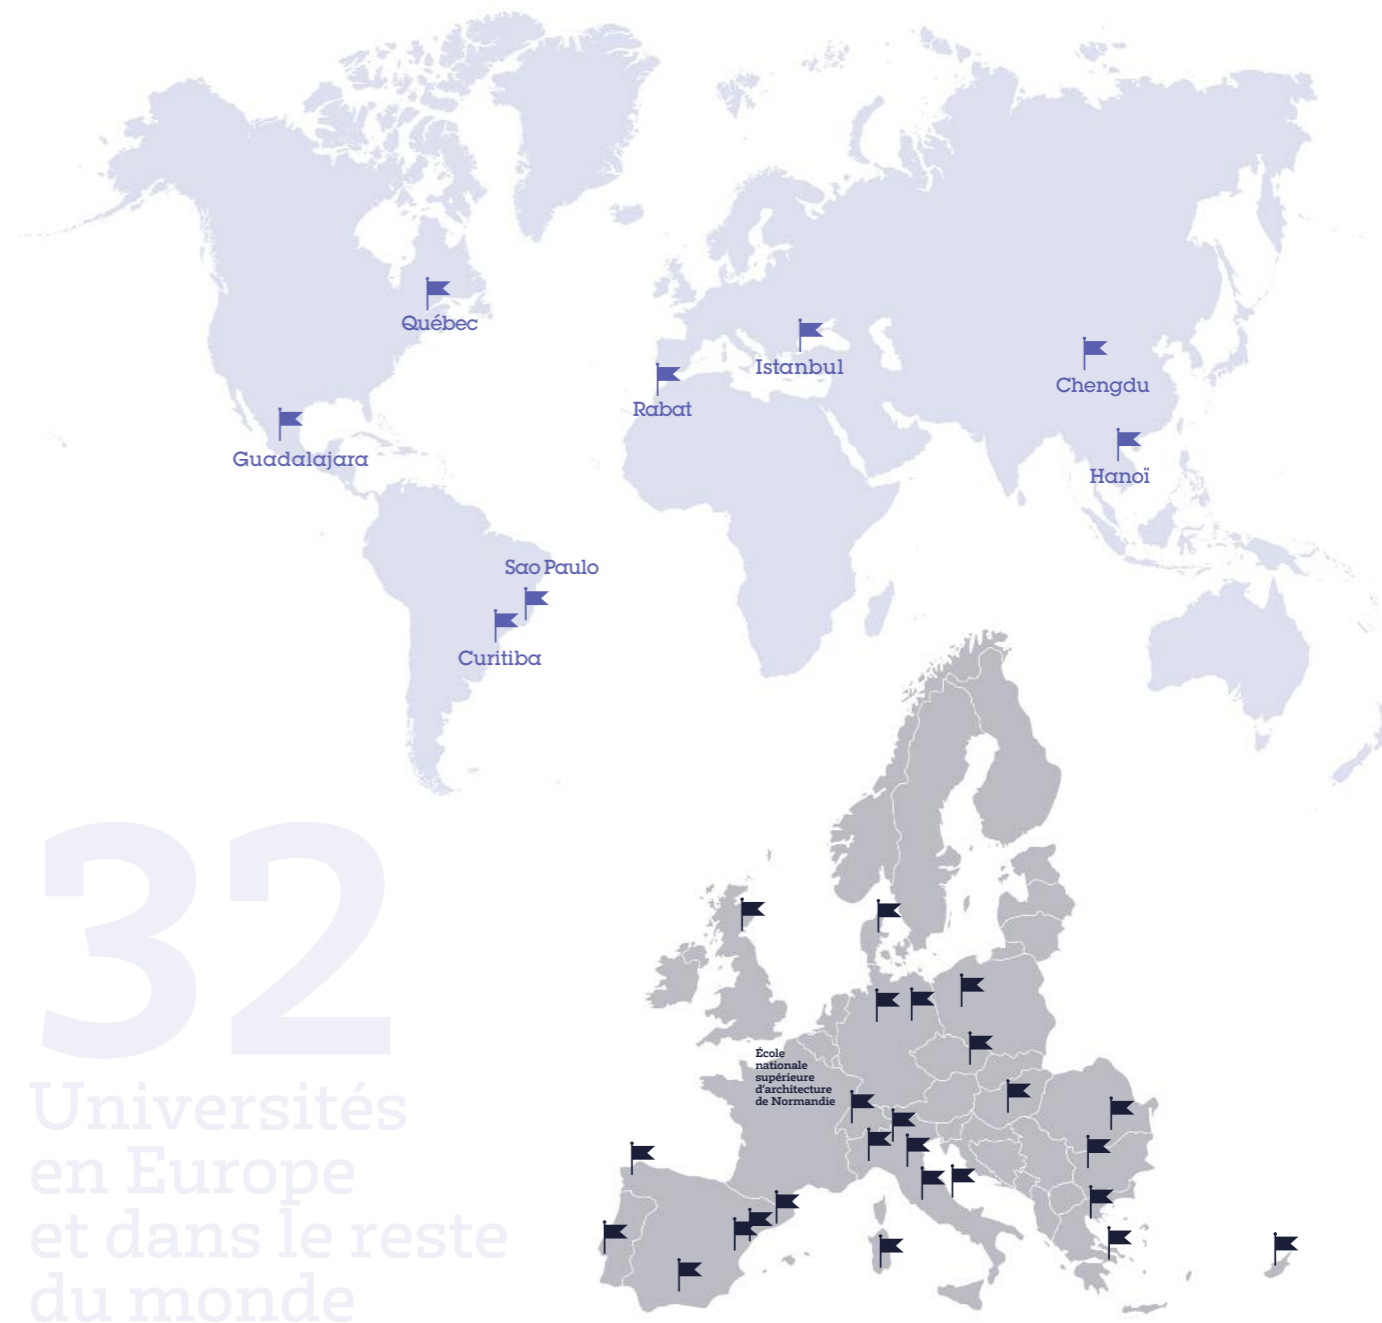 Québec
Istanbul
Chengdu
Rabat
Guadalajara
Hanoï
Sao Paulo
Curitiba
32
Universités
en Europe
et dans le reste
du monde
École
nationale
supérieure
d'architecture
de Normandie